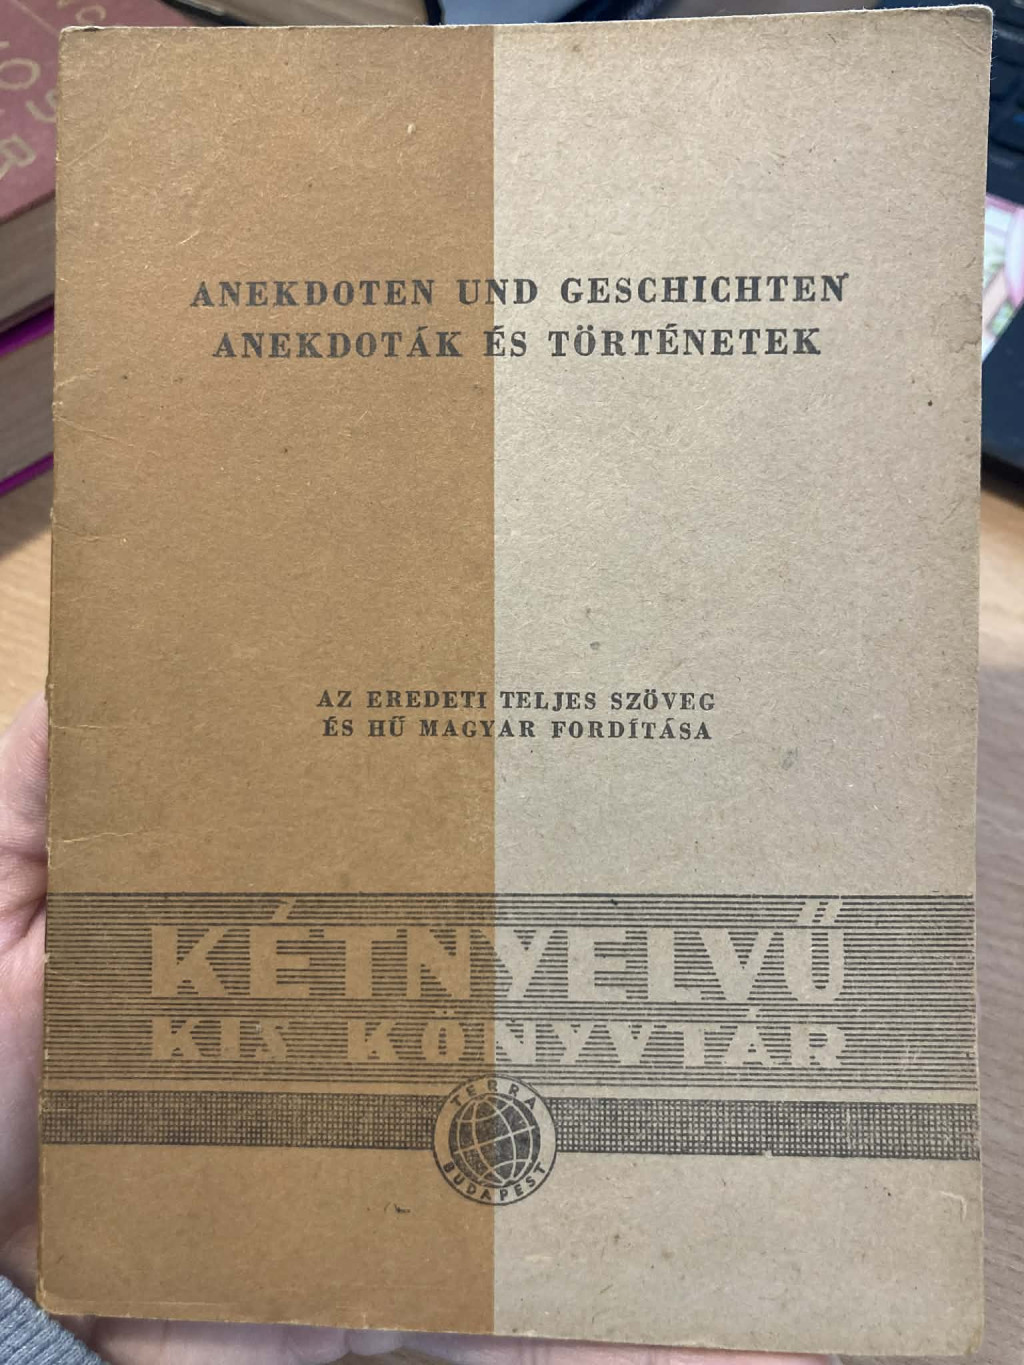 ANEKDOTEN UND GESCHICHTEN
ANEKDOTÁK ÉS TÖRTÉNETEK
AZ EREDETI TELJES SZÖVEG
ÉS HŰ MAGYAR FORDÍTÁSA
KÉTNYELVŰ
KIS KÖNYVTÁR
TERRA
BUDAPEST